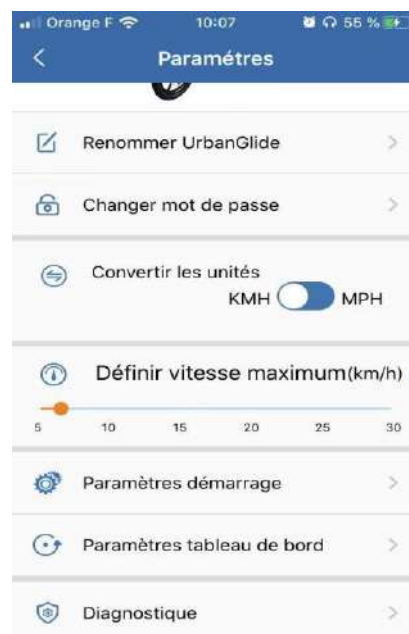 Orange F 10:07 55 %
Paramétres
Renommer UrbanGlide
Changer mot de passe
Convertir les unités
KMH MPH
Définir vitesse maximum(km/h)
5 10 15 20 25 30
Paramètres démarrage
Paramètres tableau de bord
Diagnostique